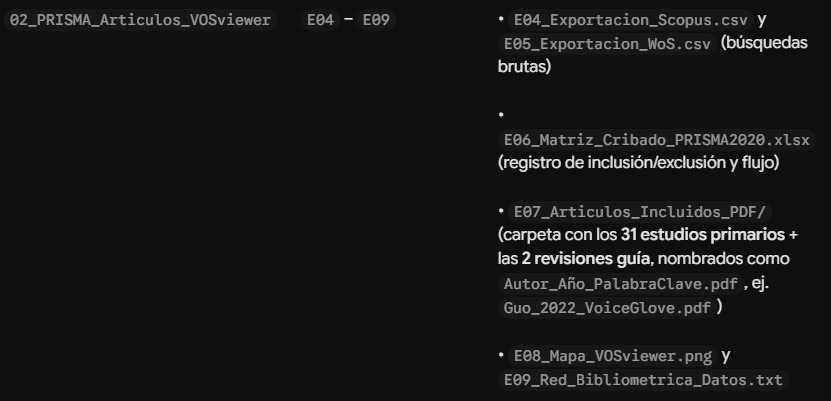 02_PRISMA_Articulos_VOSviewer E04 – E09 • E04_Exportacion_Scopus.csv y
E05_Exportacion_WoS.csv (búsquedas
brutas)
•
E06_Matriz_Cribado_PRISMA2020.xlsx
(registro de inclusión/exclusión y flujo)
• E07_Articulos_Incluidos_PDF/
(carpeta con los 31 estudios primarios +
las 2 revisiones guía, nombrados como
Autor_Año_PalabraClave.pdf , ej.
Guo_2022_VoiceGlove.pdf )
• E08_Mapa_VOSviewer.png y
E09_Red_Bibliometrica_Datos.txt